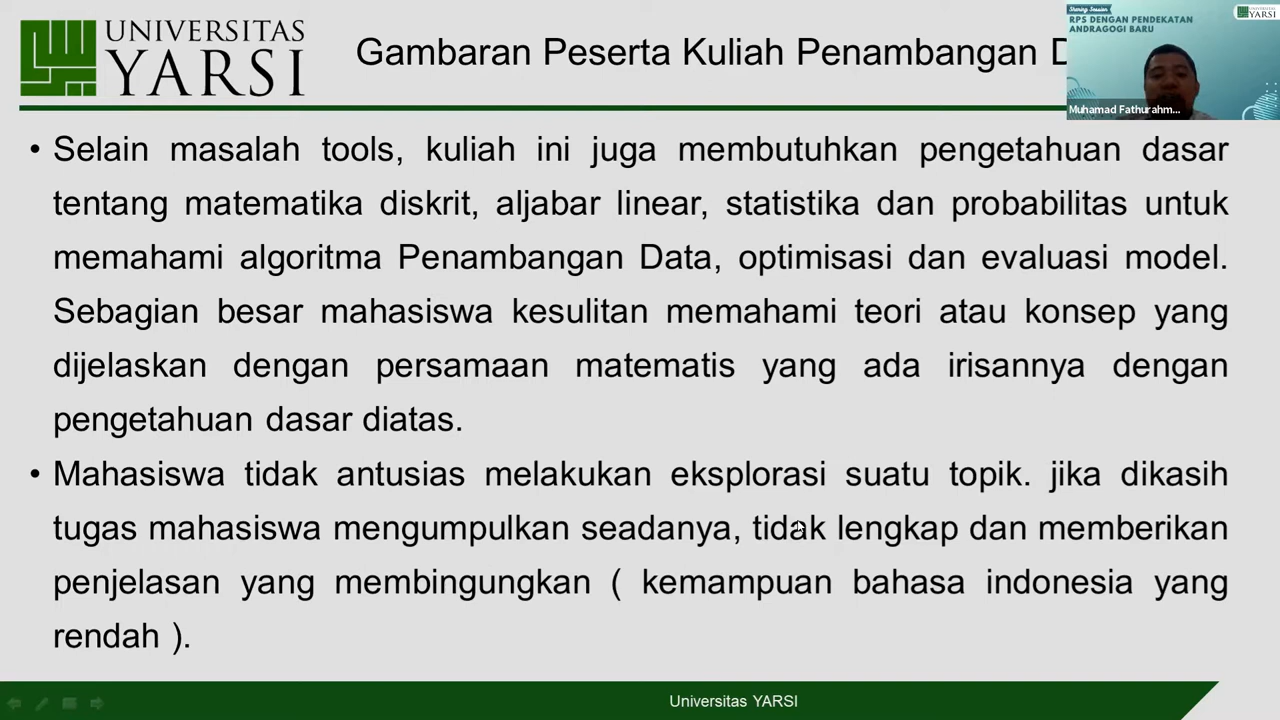 UNIVERSITAS
YARSI
Gambaran Peserta Kuliah Penambangan D
Sharing Session
RPS DENGAN PENDEKATAN
ANDRAGOGI BARU
Muhamad Fathurahm...
• Selain masalah tools, kuliah ini juga membutuhkan pengetahuan dasar
tentang matematika diskrit, aljabar linear, statistika dan probabilitas untuk
memahami algoritma Penambangan Data, optimisasi dan evaluasi model.
Sebagian besar mahasiswa kesulitan memahami teori atau konsep yang
dijelaskan dengan persamaan matematis yang ada irisannya dengan
pengetahuan dasar diatas.
• Mahasiswa tidak antusias melakukan eksplorasi suatu topik. jika dikasih
tugas mahasiswa mengumpulkan seadanya, tidak lengkap dan memberikan
penjelasan yang membingungkan ( kemampuan bahasa indonesia yang
rendah ).
Universitas YARSI